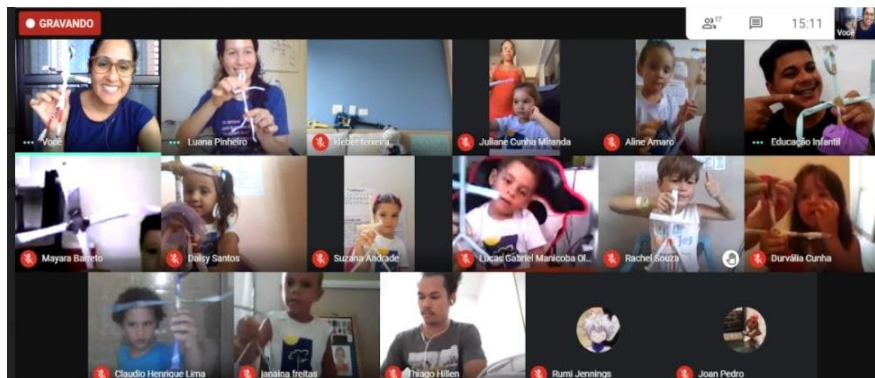 GRAVANDO
17
15:11
Você
Você
Luana Pinheiro
kleber teixeira
Juliane Cunha Miranda
Aline Amaro
Educação Infantil
Mayara Barreto
Daisy Santos
Suzana Andrade
Lucas Gabriel Manicoba Ol...
Rachel Souza
Durvália Cunha
Claudio Henrique Lima
janaina freitas
Thiago Hillen
Rumi Jennings
Joan Pedro